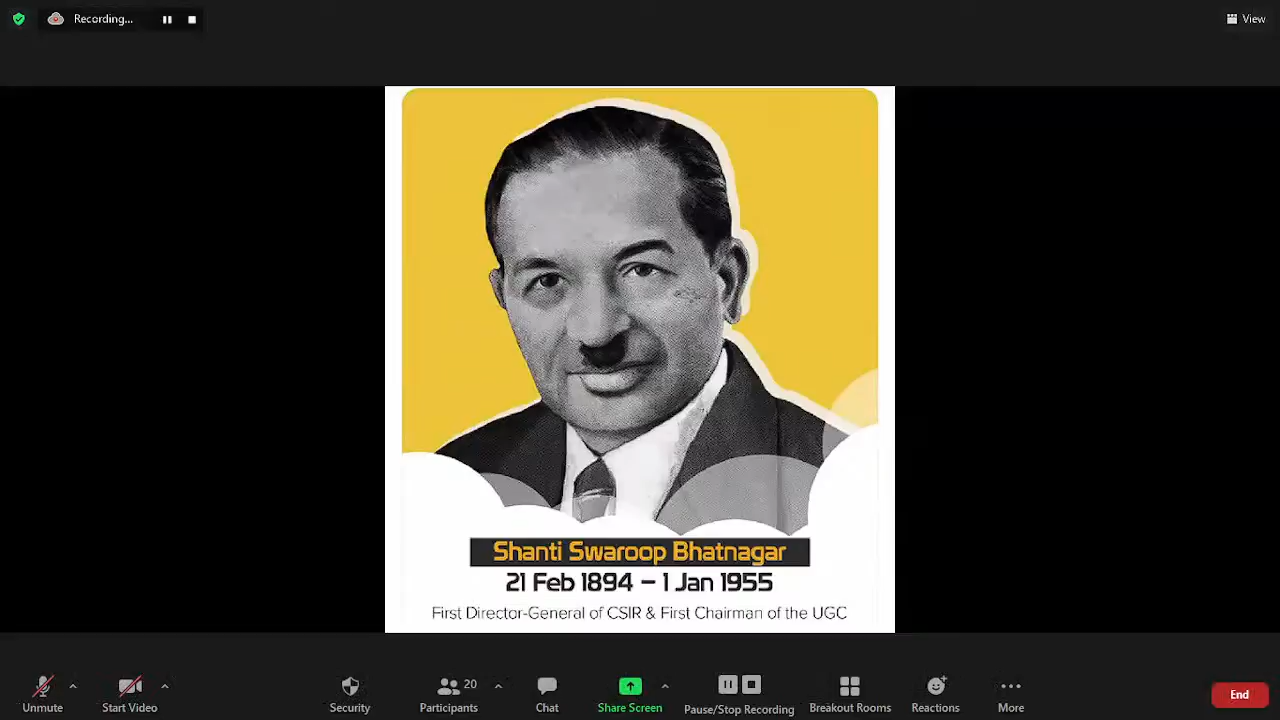 Recording...
View
Shanti Swaroop Bhatnagar
21 Feb 1894 – 1 Jan 1955
First Director-General of CSIR & First Chairman of the UGC
Unmute
Start Video
Security
20
Participants
Chat
Share Screen
Pause/Stop Recording
Breakout Rooms
Reactions
More
End